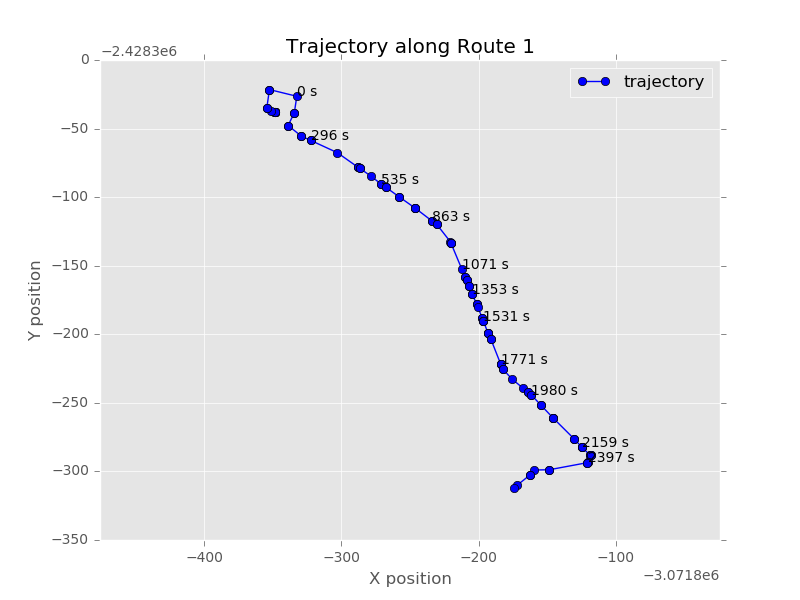 Trajectory along Route 1
−2.4283e6
trajectory
0 s
296 s
535 s
863 s
1071 s
1353 s
1531 s
1771 s
1980 s
2159 s
2397 s
0
−50
−100
−150
−200
−250
−300
−350
Y position
−400
−300
−200
−100
X position
−3.0718e6